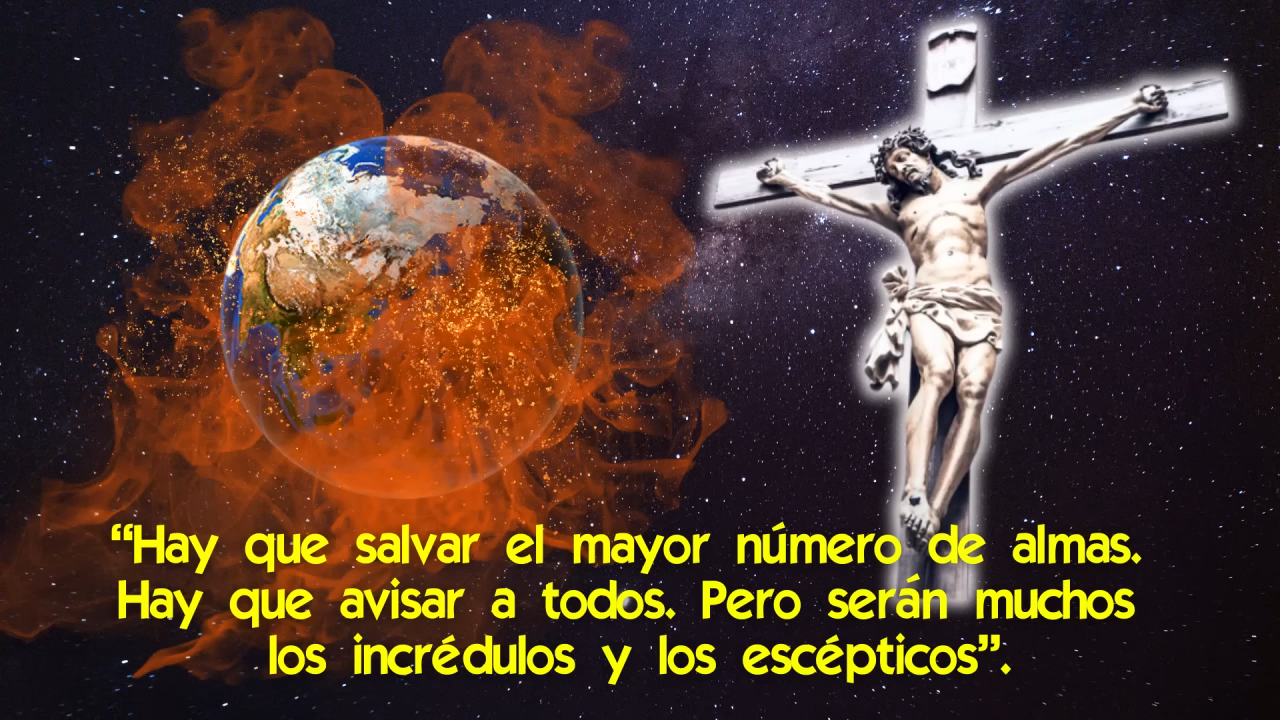 “Hay que salvar el mayor número de almas.
Hay que avisar a todos. Pero serán muchos
los incrédulos y los escépticos”.